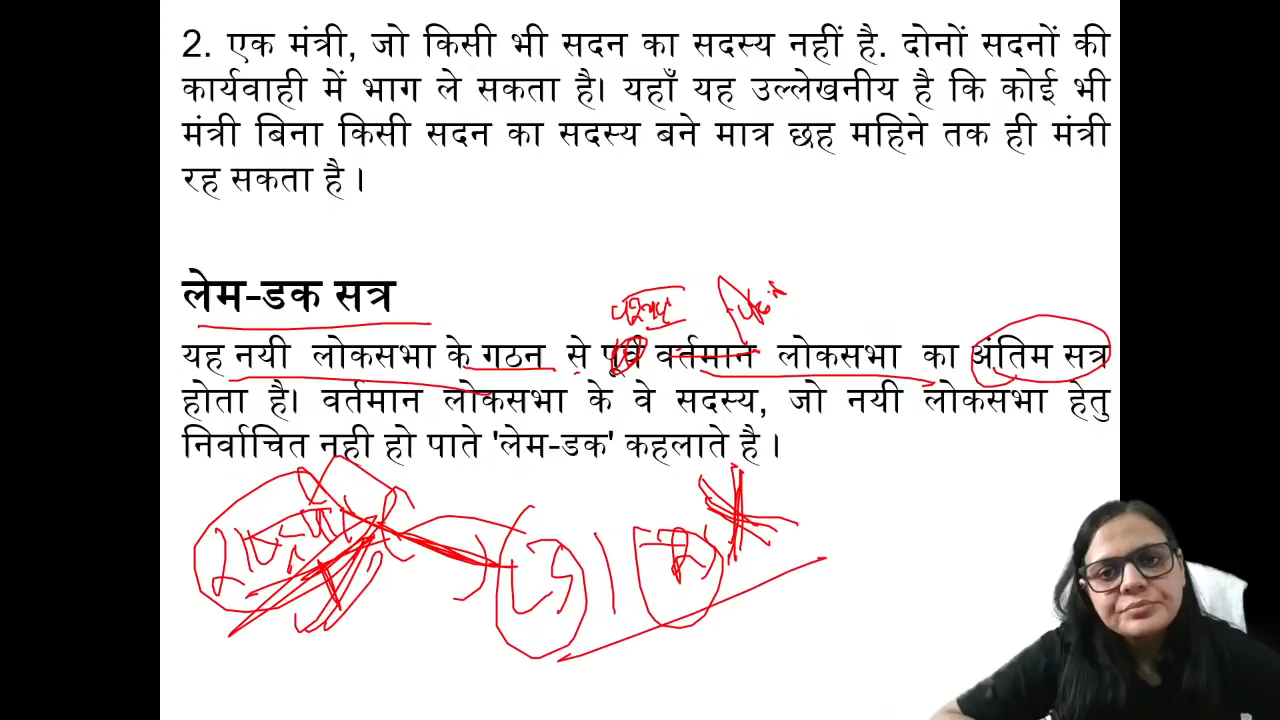 2. एक मंत्री, जो किसी भी सदन का सदस्य नहीं है. दोनों सदनों की
कार्यवाही में भाग ले सकता है। यहाँ यह उल्लेखनीय है कि कोई भी
मंत्री बिना किसी सदन का सदस्य बने मात्र छह महिने तक ही मंत्री
रह सकता है ।
लेम-डक सत्र
यह नयी लोकसभा के गठन से पूर्व वर्तमान लोकसभा का अंतिम सत्र
होता है। वर्तमान लोकसभा के वे सदस्य, जो नयी लोकसभा हेतु
निर्वाचित नही हो पाते 'लेम-डक' कहलाते है ।